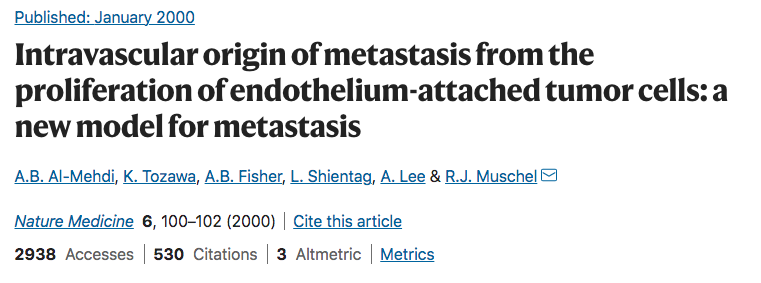 Published: January 2000
Intravascular origin of metastasis from the
proliferation of endothelium-attached tumor cells: a
new model for metastasis
A.B. Al-Mehdi, K. Tozawa, A.B. Fisher, L. Shientag, A. Lee & R.J. Muschel
Nature Medicine 6, 100–102 (2000) | Cite this article
2938 Accesses | 530 Citations | 3 Altmetric | Metrics